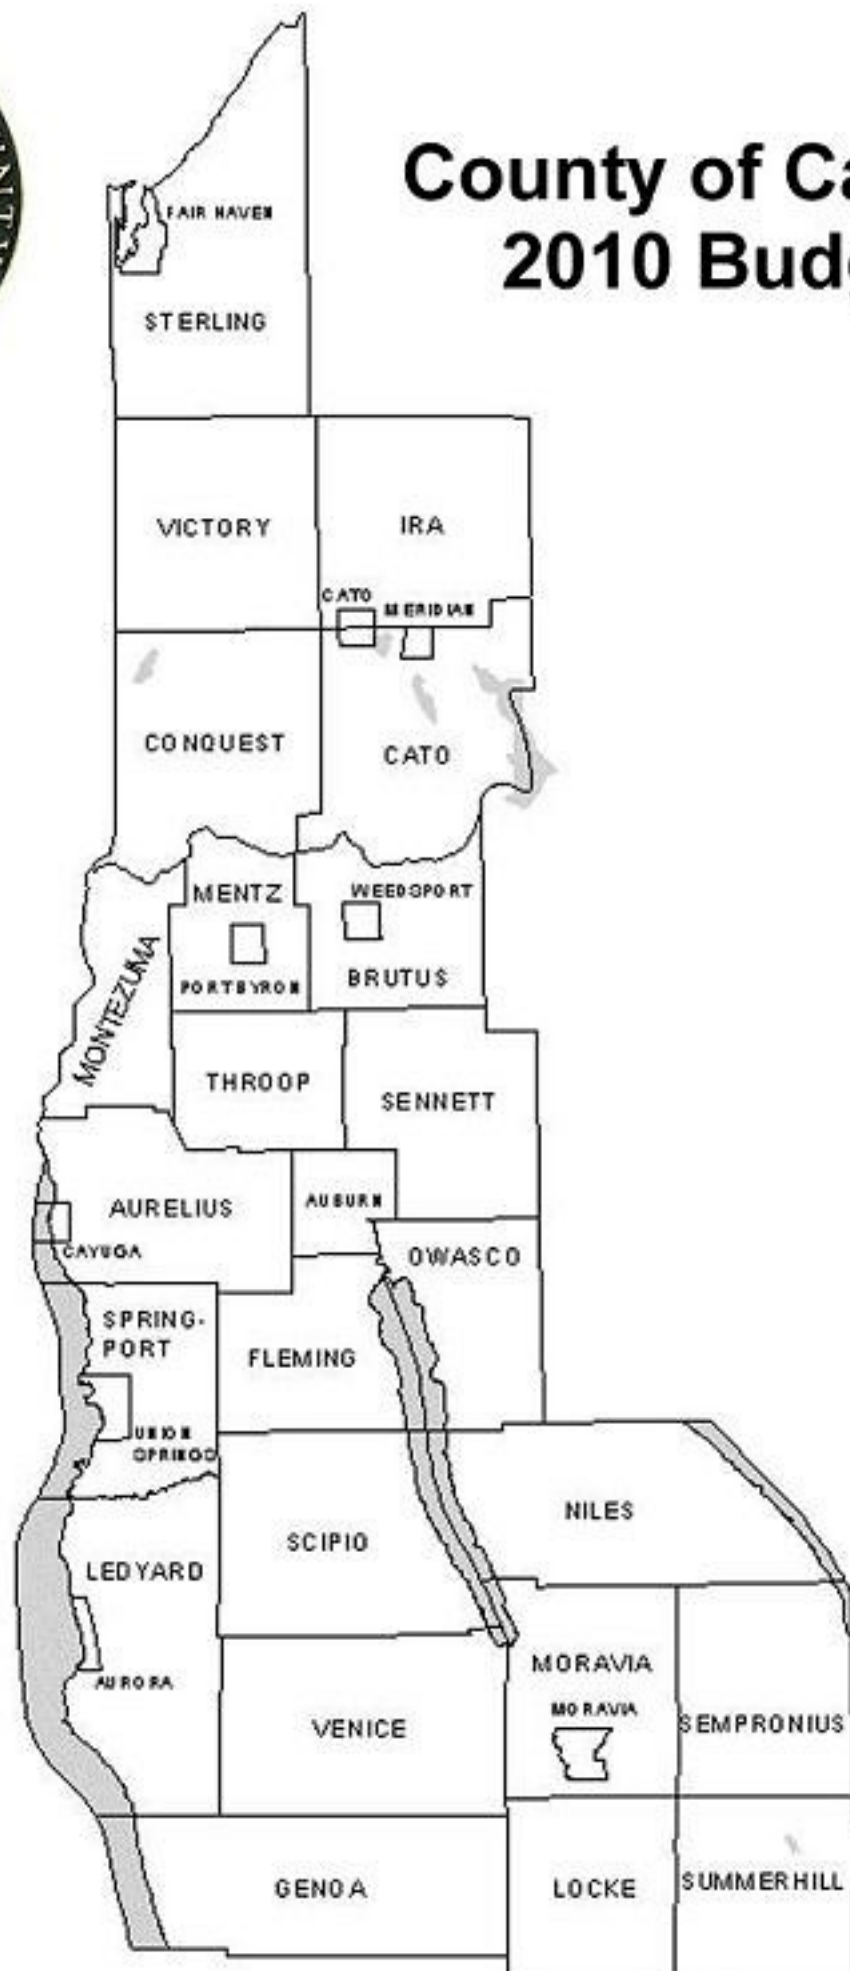 County of Ca
2010 Bud
FAIR HAVEN
STERLING
VICTORY
IRA
CATO
MERIDIAN
CONQUEST
CATO
MENTZ
WEEDSPORT
MONTEZUMA
PORT BYRON
BRUTUS
THROOP
SENNETT
AURELIUS
AUBURN
CAYUGA
OWASCO
SPRING-
PORT
FLEMING
UNION
SPRINGS
NILES
SCIPIO
LEDYARD
MORAVIA
AURORA
MORAVIA
VENICE
SEMPRONIUS
GENOA
LOCKE
SUMMERHILL